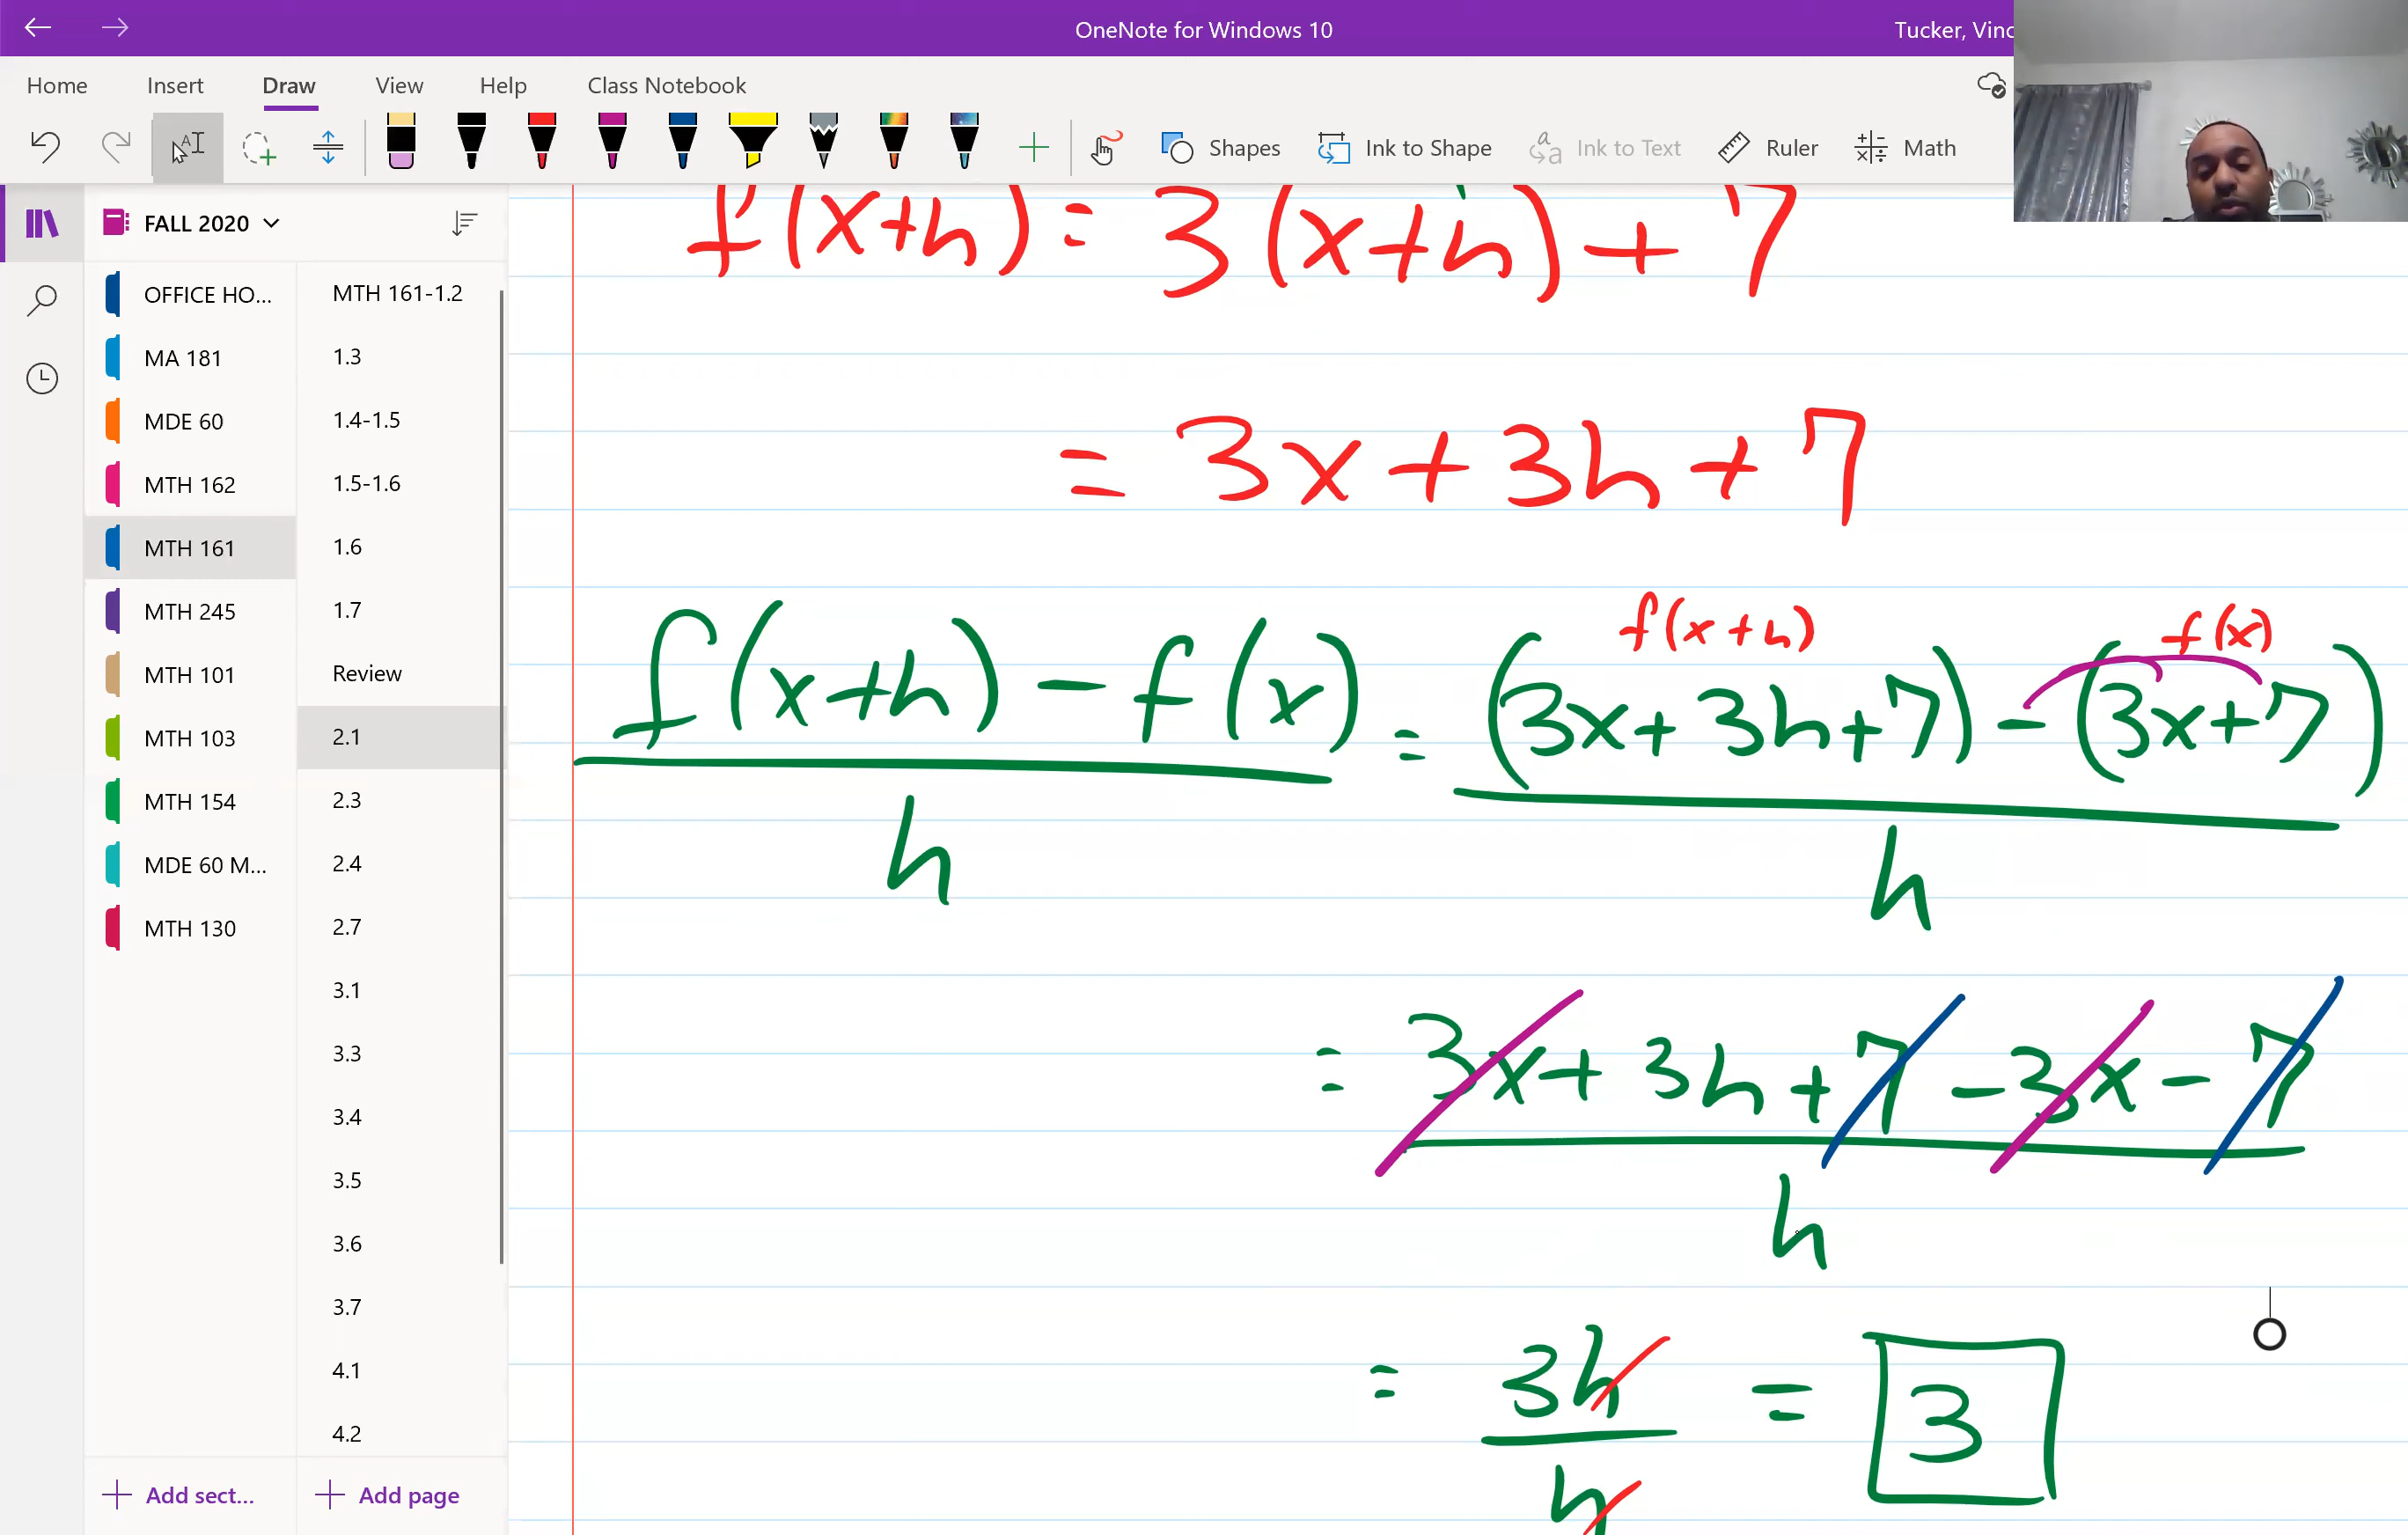 OneNote for Windows 10
Tucker, Vinc
Home Insert Draw View Help Class Notebook
Shapes Ink to Shape Ink to Text Ruler Math
FALL 2020
OFFICE HO...
MA 181
MDE 60
MTH 162
MTH 161
MTH 245
MTH 101
MTH 103
MTH 154
MDE 60 M...
MTH 130
Add sect...
MTH 161-1.2
1.3
1.4-1.5
1.5-1.6
1.6
1.7
Review
2.1
2.3
2.4
2.7
3.1
3.3
3.4
3.5
3.6
3.7
4.1
4.2
Add page
f(x+h) = 3(x+h)+7
= 3x+3h+7
f(x+h) f(x)
f(x+h) - f(x) = (3x+3h+7) - (3x+7)
h h
= 3x+3h+7-3x-7
h
= 3h = 3
h